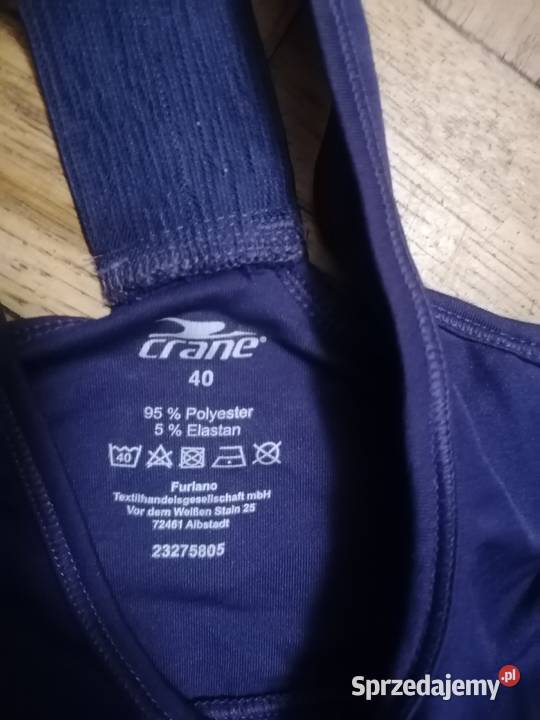 crane®
40
95 % Polyester
5 % Elastan
40
Furlano
Textilhandelsgesellschaft mbH
Vor dem Weißen Stain 25
72461 Albstadt
23275805
Sprzedajemy.pl